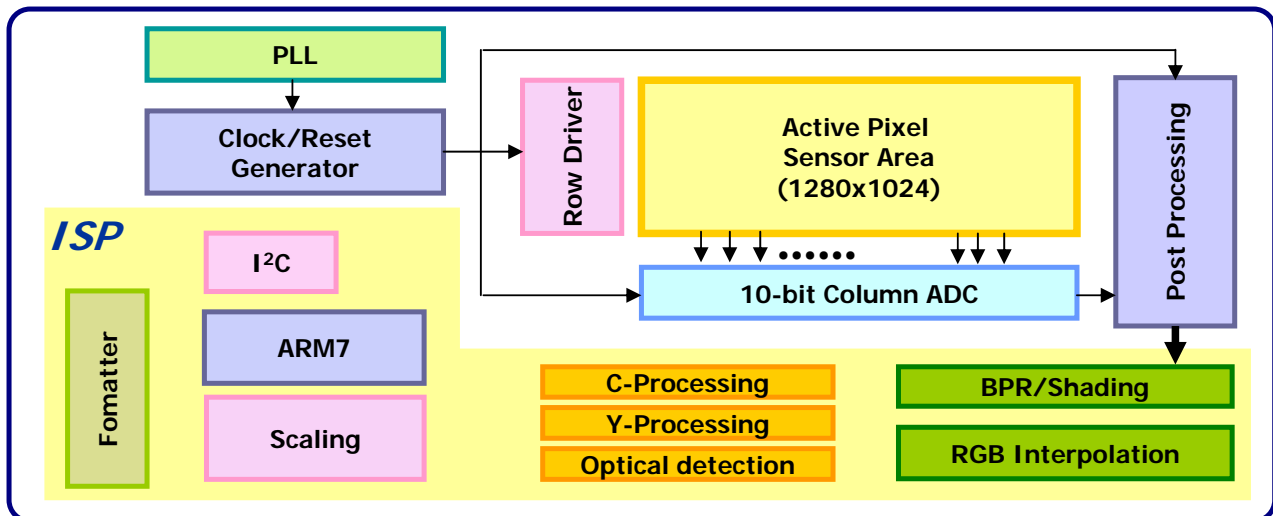 PLL
Clock/Reset
Generator
Row Driver
Active Pixel
Sensor Area
(1280x1024)
Post Processing
10-bit Column ADC
ISP
I²C
Fomatter
ARM7
Scaling
C-Processing
Y-Processing
Optical detection
BPR/Shading
RGB Interpolation